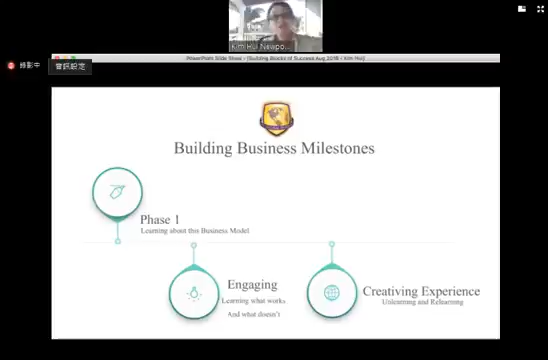 Kim Hui Newpo...
PowerPoint Slide Show - [Building Blocks of Success Aug 2018 / Kim Hui]
錄影中
音訊設定
Building Business Milestones
Phase 1
Learning about this Business Model
Engaging
Learning what works
And what doesn't
Creativing Experience
Unlearning and Relearning